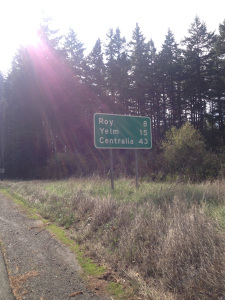 Roy 8
Yelm 15
Centralia 43